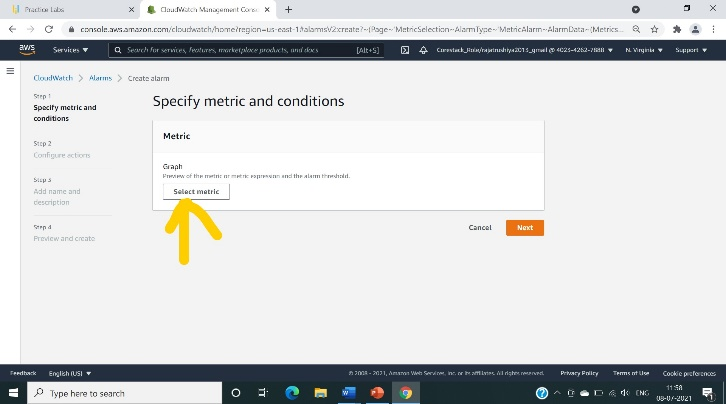 Practice Labs
CloudWatch Management Cons
console.aws.amazon.com/cloudwatch/home?region=us-east-1#alarmsV2:create?~(Page~'MetricSelection~AlarmType~'MetricAlarm~AlarmData~(Metrics...
aws
Services
Search for services, features, marketplace products, and docs
[Alt+S]
Corestack_Role/rajatrushiya2013_gmail @ 4023-4262-7888
N. Virginia
Support
CloudWatch
Alarms
Create alarm
Step 1
Specify metric and
conditions
Step 2
Configure actions
Step 3
Add name and
description
Step 4
Preview and create
Specify metric and conditions
Metric
Graph
Preview of the metric or metric expression and the alarm threshold.
Select metric
Cancel
Next
Feedback
English (US)
© 2008 - 2021, Amazon Web Services, Inc. or its affiliates. All rights reserved.
Privacy Policy
Terms of Use
Cookie preferences
Type here to search
ENG
11:58
08-07-2021